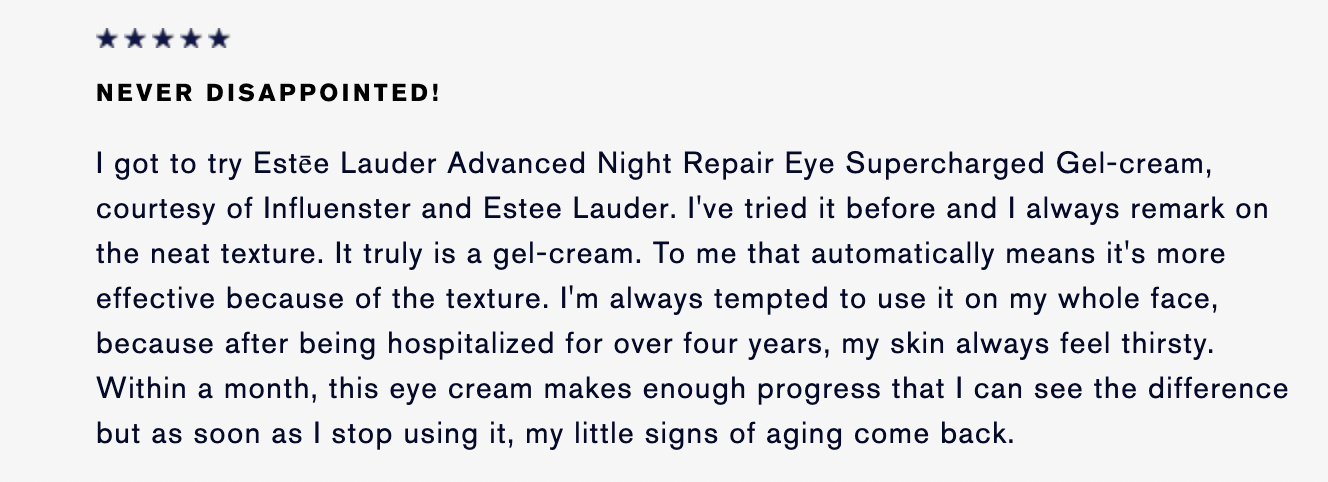 NEVER DISAPPOINTED!
I got to try Estēe Lauder Advanced Night Repair Eye Supercharged Gel-cream,
courtesy of Influenster and Estee Lauder. I've tried it before and I always remark on
the neat texture. It truly is a gel-cream. To me that automatically means it's more
effective because of the texture. I'm always tempted to use it on my whole face,
because after being hospitalized for over four years, my skin always feel thirsty.
Within a month, this eye cream makes enough progress that I can see the difference
but as soon as I stop using it, my little signs of aging come back.